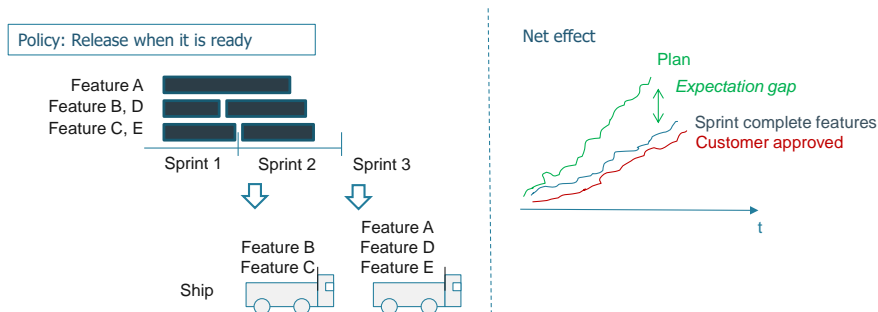 Policy: Release when it is ready
Feature A
Feature B, D
Feature C, E
Sprint 1
Sprint 2
Sprint 3
Feature B
Feature C
Feature A
Feature D
Feature E
Ship
Net effect
Plan
Expectation gap
Sprint complete features
Customer approved
t